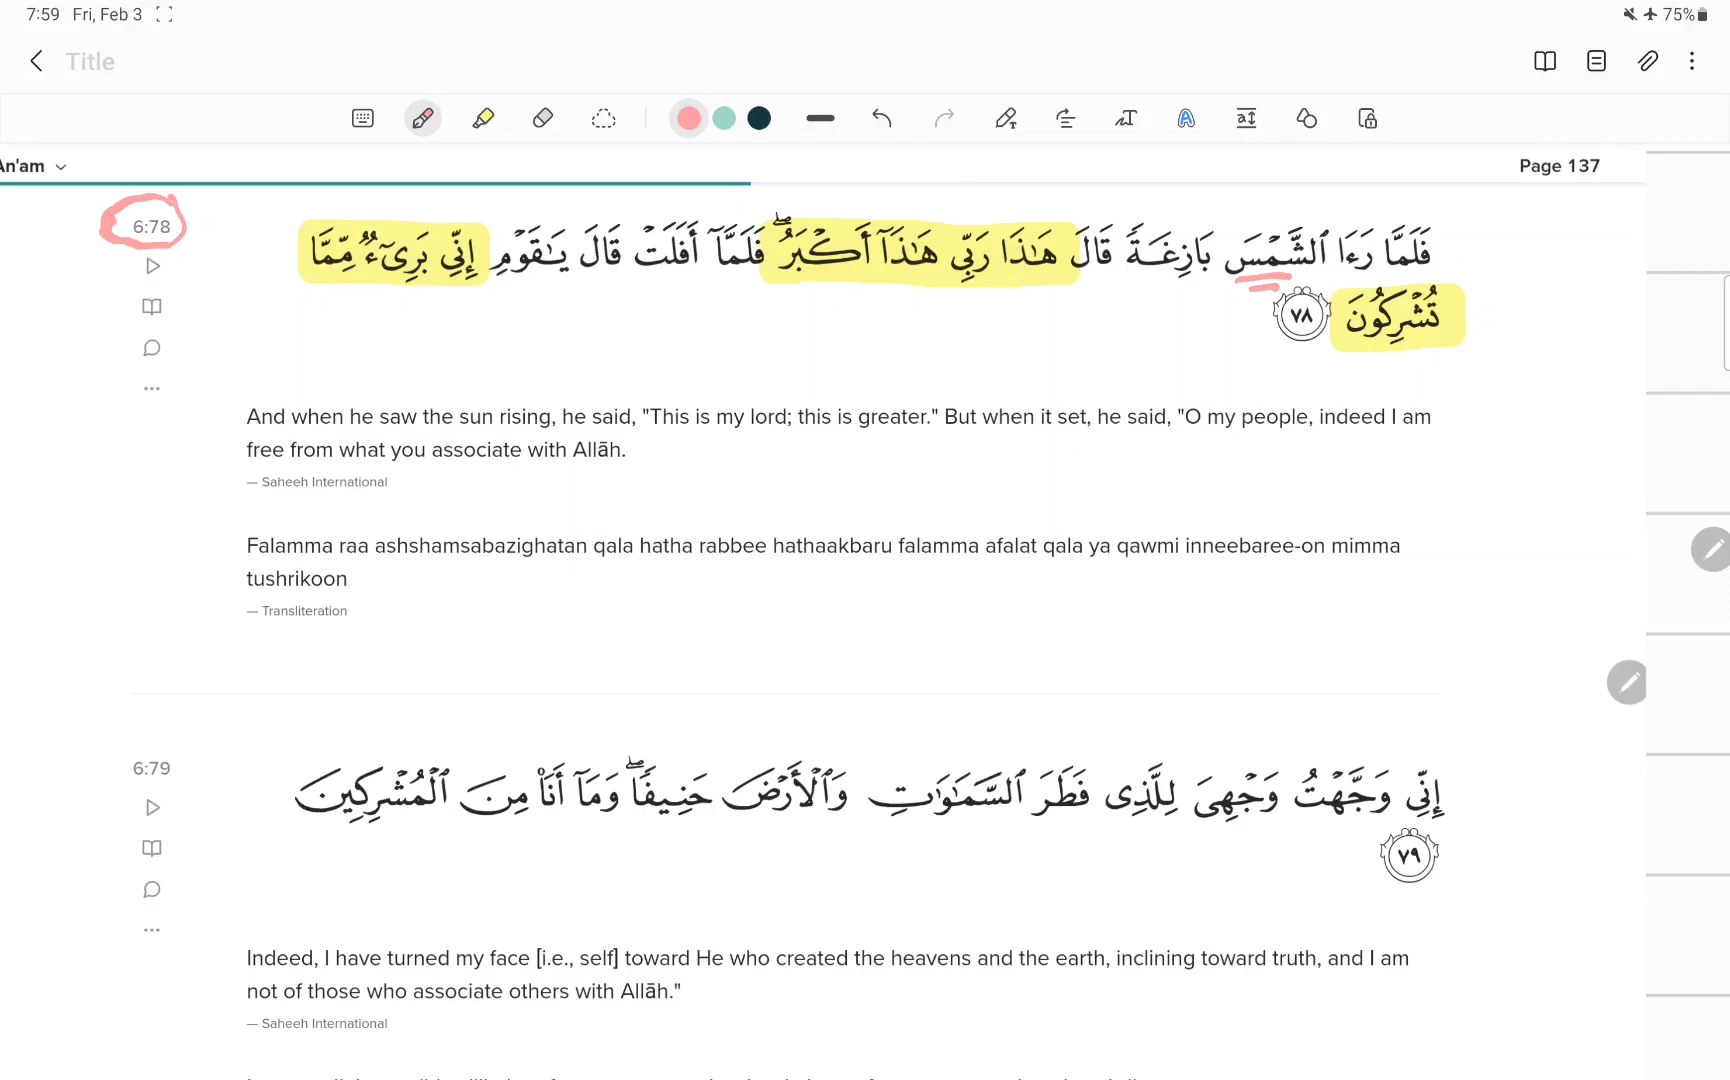 7:59 Fri, Feb 3
75%
Title
An'am
Page 137
6:78
فَلَمَّا رَءَا ٱلشَّمْسَ بَازِغَةًۭ قَالَ هَـٰذَا رَبِّى هَـٰذَآ أَكْبَرُ ۖ فَلَمَّآ أَفَلَتْ قَالَ يَـٰقَوْمِ إِنِّى بَرِىٓءٌۭ مِّمَّا
تُشْرِكُونَ ٧٨
And when he saw the sun rising, he said, "This is my lord; this is greater." But when it set, he said, "O my people, indeed I am
free from what you associate with Allāh.
— Saheeh International
Falamma raa ashshamsabazighatan qala hatha rabbee hathaakbaru falamma afalat qala ya qawmi inneebaree-on mimma
tushrikoon
— Transliteration
6:79
إِنِّى وَجَّهْتُ وَجْهِىَ لِلَّذِى فَطَرَ ٱلسَّمَـٰوَٰتِ وَٱلْأَرْضَ حَنِيفًۭا ۖ وَمَآ أَنَا۠ مِنَ ٱلْمُشْرِكِينَ
٧٩
Indeed, I have turned my face [i.e., self] toward He who created the heavens and the earth, inclining toward truth, and I am
not of those who associate others with Allāh."
— Saheeh International